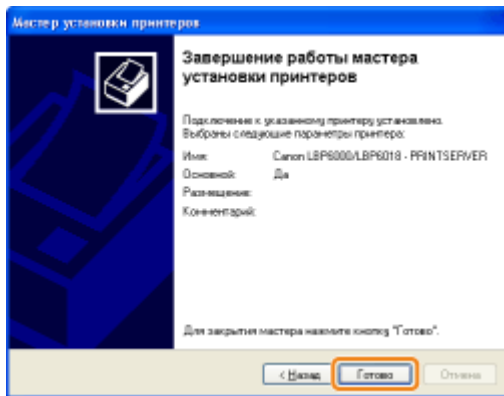 Мастер установки принтеров
Завершение работы мастера
установки принтеров
Подключение к указанному принтеру установлено.
Выбраны следующие параметры принтера:
Имя: Canon LBP6000/LBP6018 - PRINTSERVER
Основной: Да
Размещение:
Комментарий:
Для закрытия мастера нажмите кнопку "Готово".
< Назад Готово Отмена